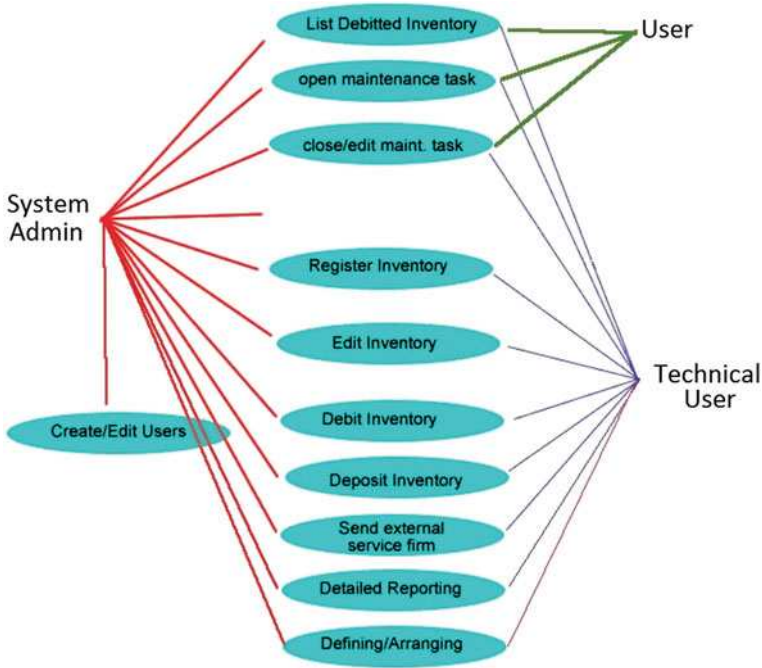 List Debitted Inventory
User
open maintenance task
close/edit maint. task
System
Admin
Register Inventory
Edit Inventory
Technical
User
Debit Inventory
Create/Edit Users
Deposit Inventory
Send external
service firm
Detailed Reporting
Defining/Arranging